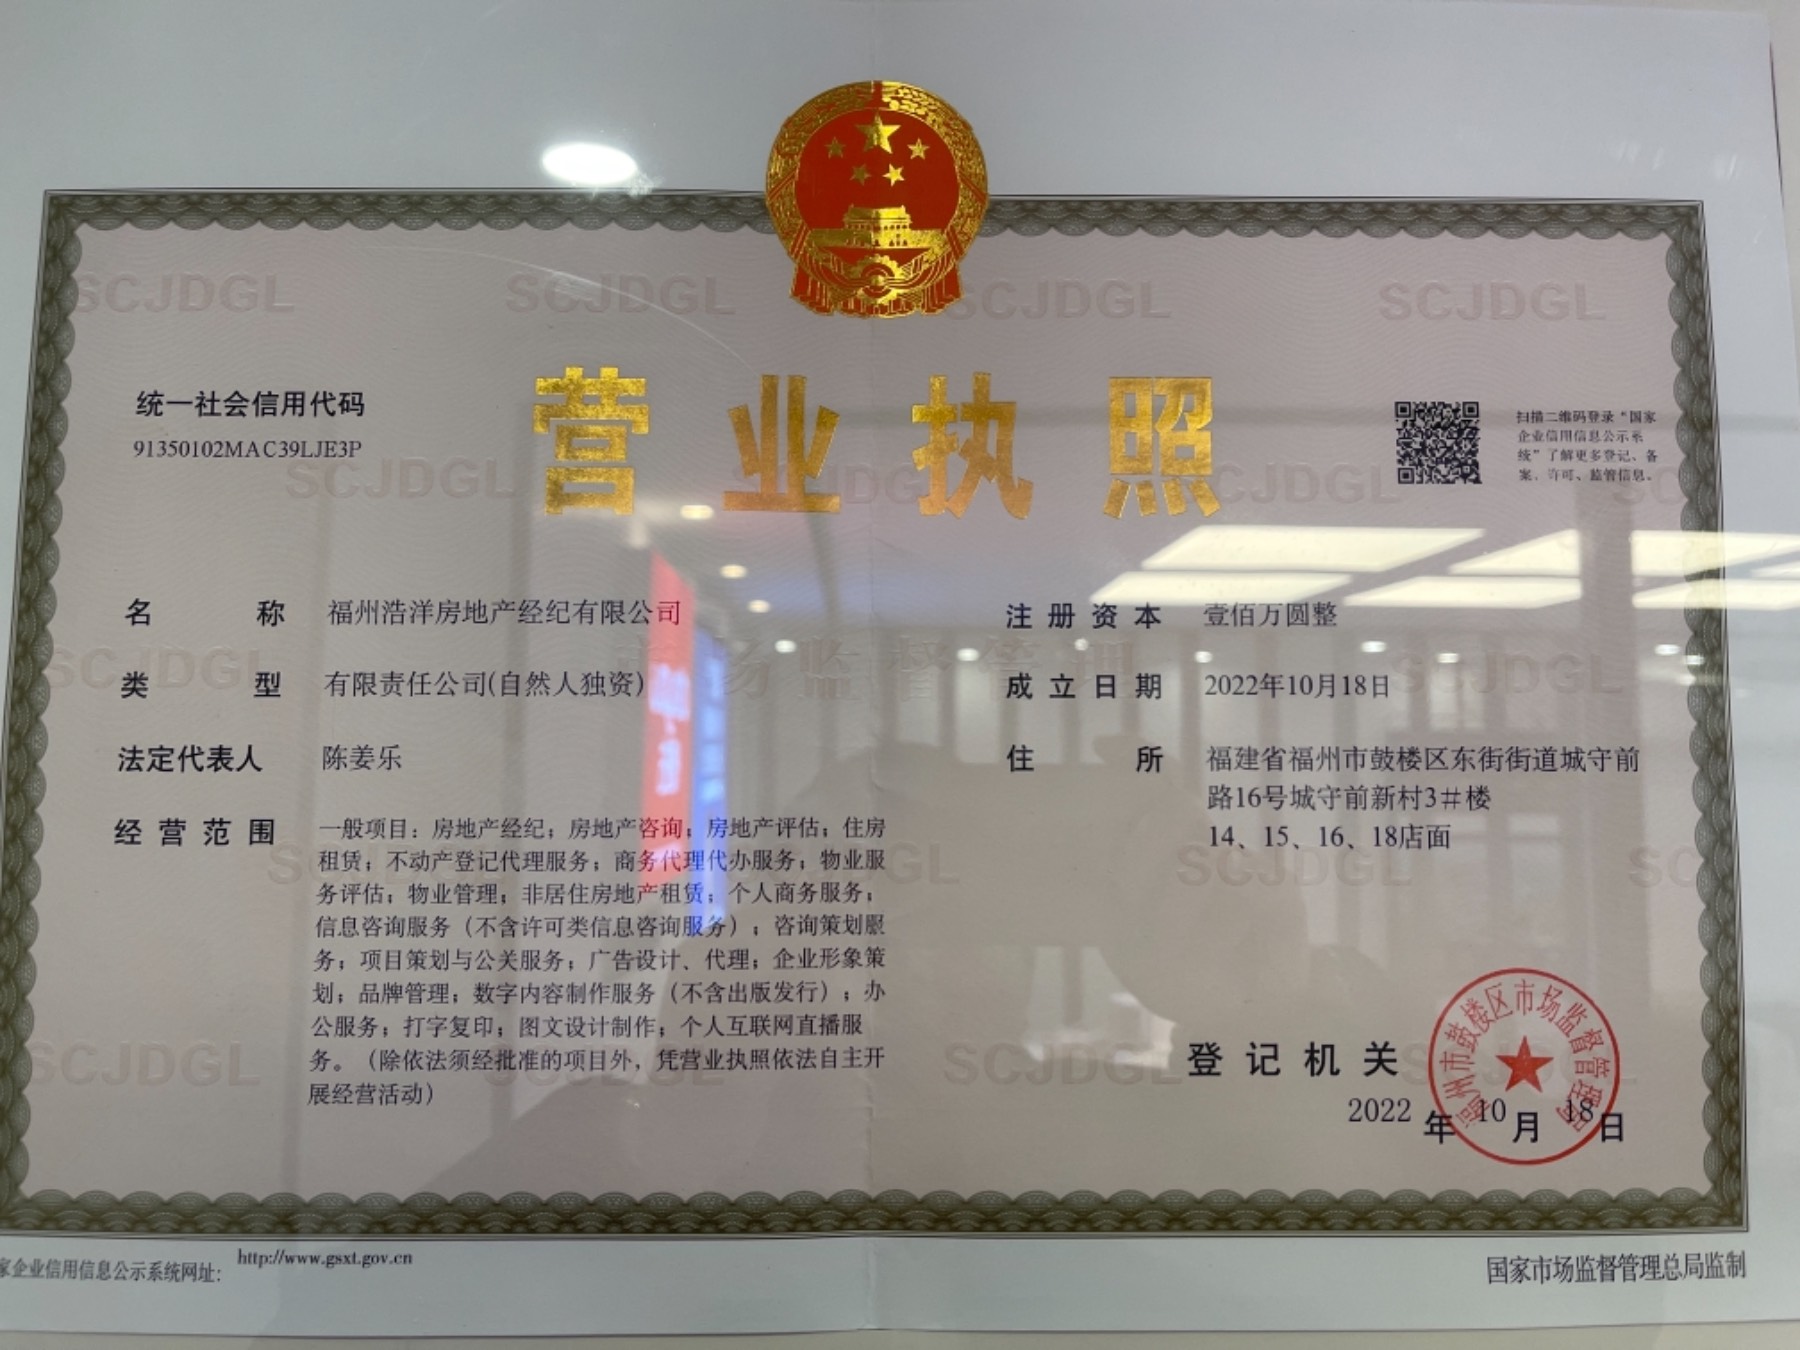 营业执照
统一社会信用代码
91350102MAC39LJE3P
扫描二维码登录“国家
企业信用信息公示系
统”了解更多登记、备
案、许可、监管信息。
名称 福州浩洋房地产经纪有限公司
类型 有限责任公司(自然人独资)
法定代表人 陈姜乐
经营范围 一般项目：房地产经纪；房地产咨询；房地产评估；住房
租赁；不动产登记代理服务；商务代理代办服务；物业服
务评估；物业管理；非居住房地产租赁；个人商务服务；
信息咨询服务（不含许可类信息咨询服务）；咨询策划服
务；项目策划与公关服务；广告设计、代理；企业形象策
划；品牌管理；数字内容制作服务（不含出版发行）；办
公服务；打字复印；图文设计制作；个人互联网直播服
务。（除依法须经批准的项目外，凭营业执照依法自主开
展经营活动）
注册资本 壹佰万圆整
成立日期 2022年10月18日
住所 福建省福州市鼓楼区东街街道城守前
路16号城守前新村3＃楼
14、15、16、18店面
登记机关
福州市鼓楼区市场监督管理局
2022年10月18日
家企业信用信息公示系统网址：http://www.gsxt.gov.cn
国家市场监督管理总局监制
SCJDGL
市场监督管理